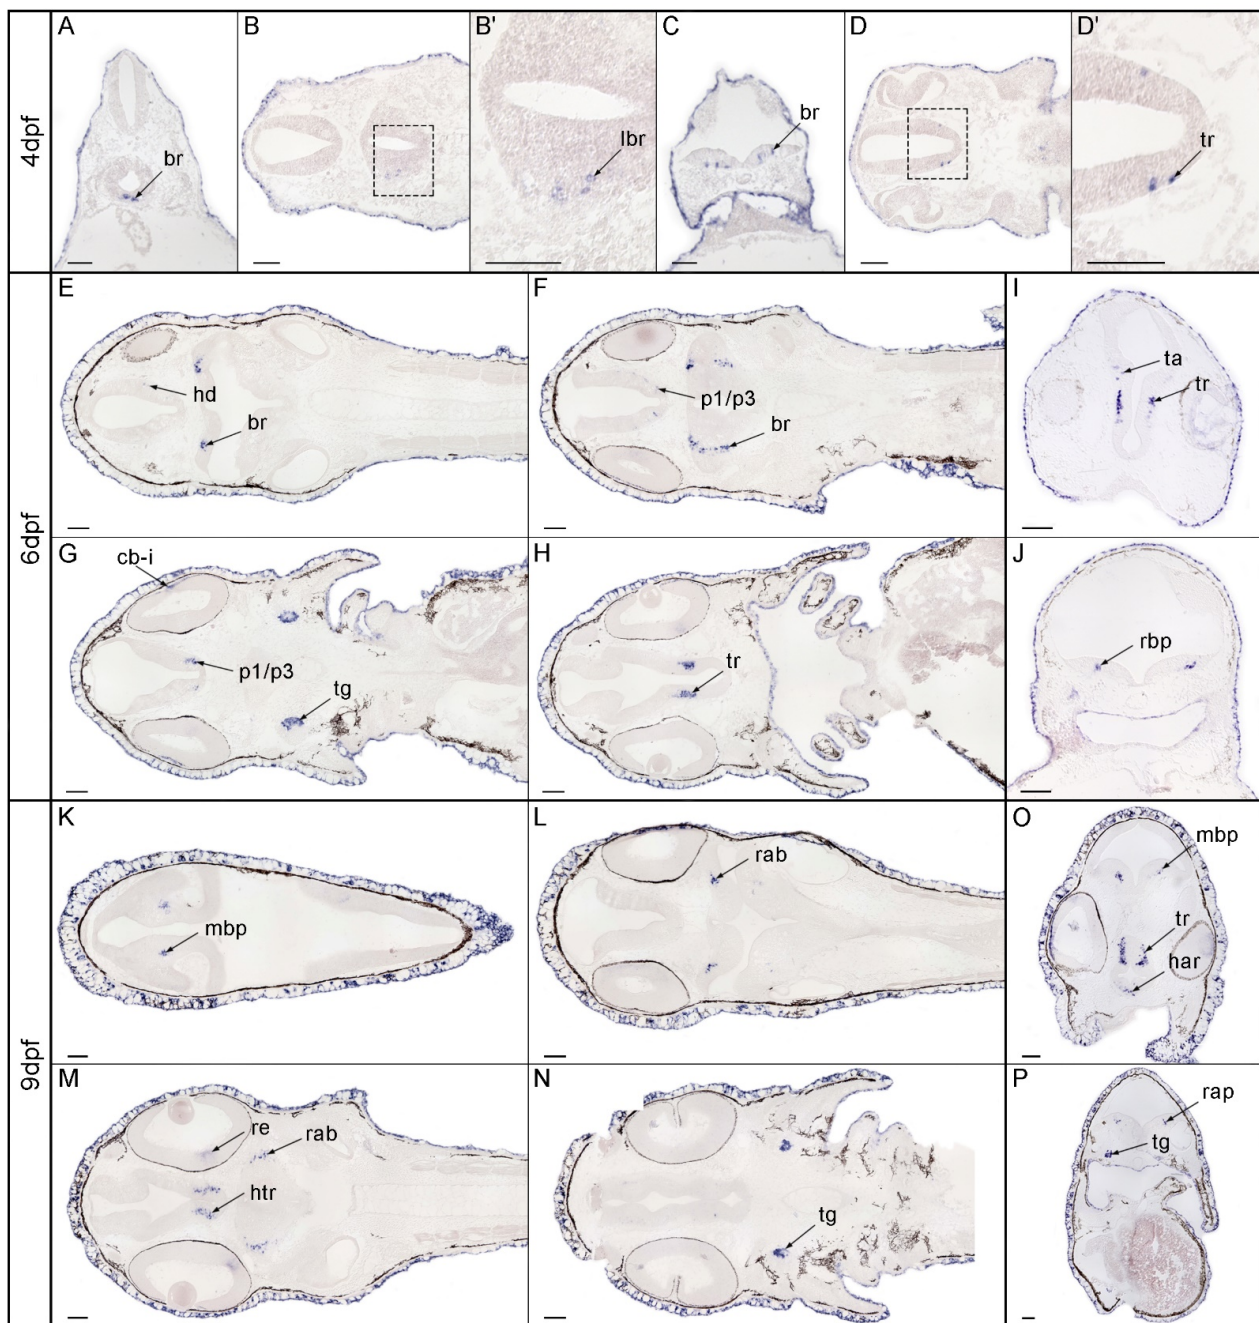 4dpf
A
br
B
B'
lbr
C
br
D
D'
tr
6dpf
E
hd
br
F
p1/p3
br
I
ta
tr
G
cb-i
p1/p3
tg
H
tr
J
rbp
9dpf
K
mbp
L
rab
O
mbp
tr
har
M
re
rab
htr
N
tg
P
rap
tg